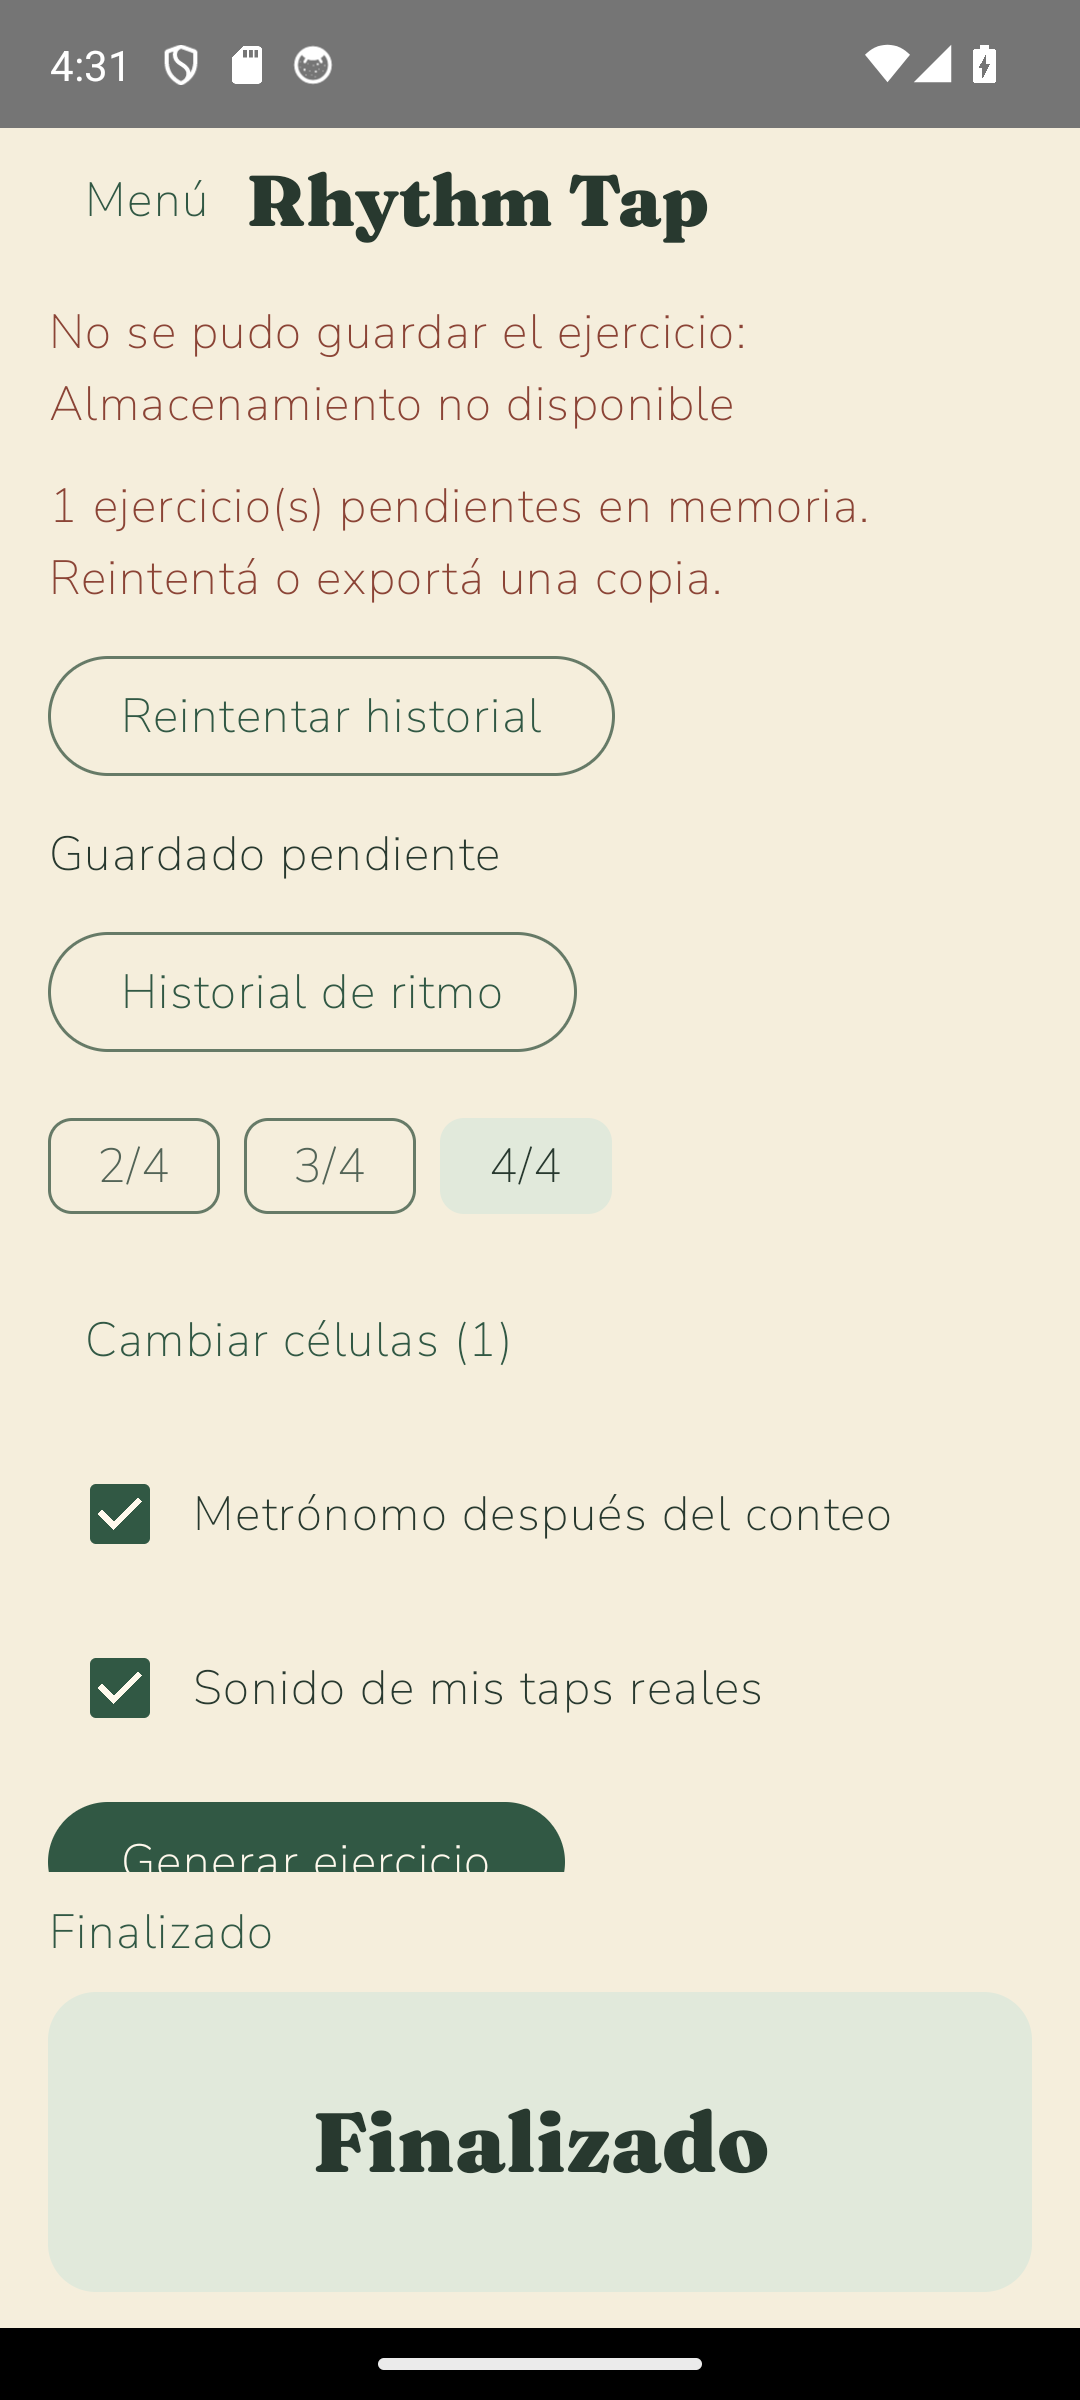 4:31
Menú Rhythm Tap
No se pudo guardar el ejercicio:
Almacenamiento no disponible
1 ejercicio(s) pendientes en memoria.
Reintentá o exportá una copia.
Reintentar historial
Guardado pendiente
Historial de ritmo
2/4 3/4 4/4
Cambiar células (1)
Metrónomo después del conteo
Sonido de mis taps reales
Generar ejercicio
Finalizado
Finalizado